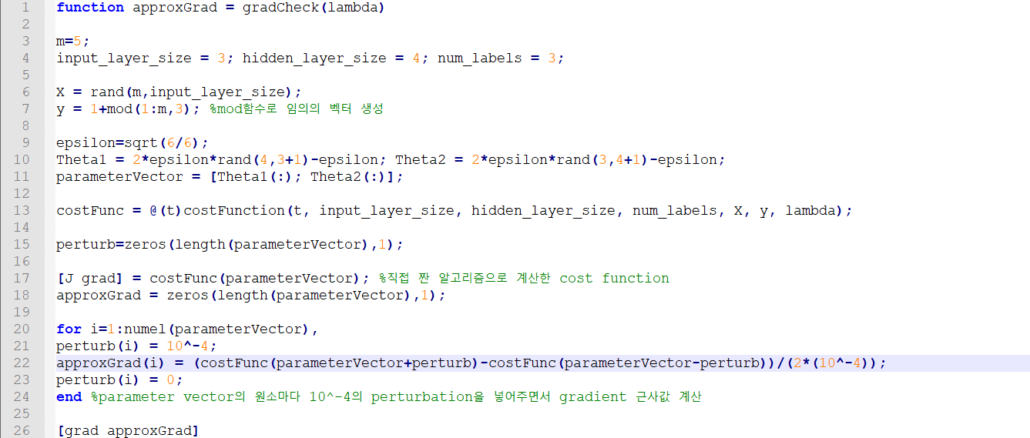 1 function approxGrad = gradCheck(lambda)
2
3 m=5;
4 input_layer_size = 3; hidden_layer_size = 4; num_labels = 3;
5
6 X = rand(m,input_layer_size);
7 y = 1+mod(1:m,3); %mod함수로 임의의 벡터 생성
8
9 epsilon=sqrt(6/6);
10 Theta1 = 2*epsilon*rand(4,3+1)-epsilon; Theta2 = 2*epsilon*rand(3,4+1)-epsilon;
11 parameterVector = [Theta1(:); Theta2(:)];
12
13 costFunc = @(t)costFunction(t, input_layer_size, hidden_layer_size, num_labels, X, y, lambda);
14
15 perturb=zeros(length(parameterVector),1);
16
17 [J grad] = costFunc(parameterVector); %직접 짠 알고리즘으로 계산한 cost function
18 approxGrad = zeros(length(parameterVector),1);
19
20 for i=1:numel(parameterVector),
21 perturb(i) = 10^-4;
22 approxGrad(i) = (costFunc(parameterVector+perturb)-costFunc(parameterVector-perturb))/(2*(10^-4));
23 perturb(i) = 0;
24 end %parameter vector의 원소마다 10^-4의 perturbation을 넣어주면서 gradient 근사값 계산
25
26 [grad approxGrad]